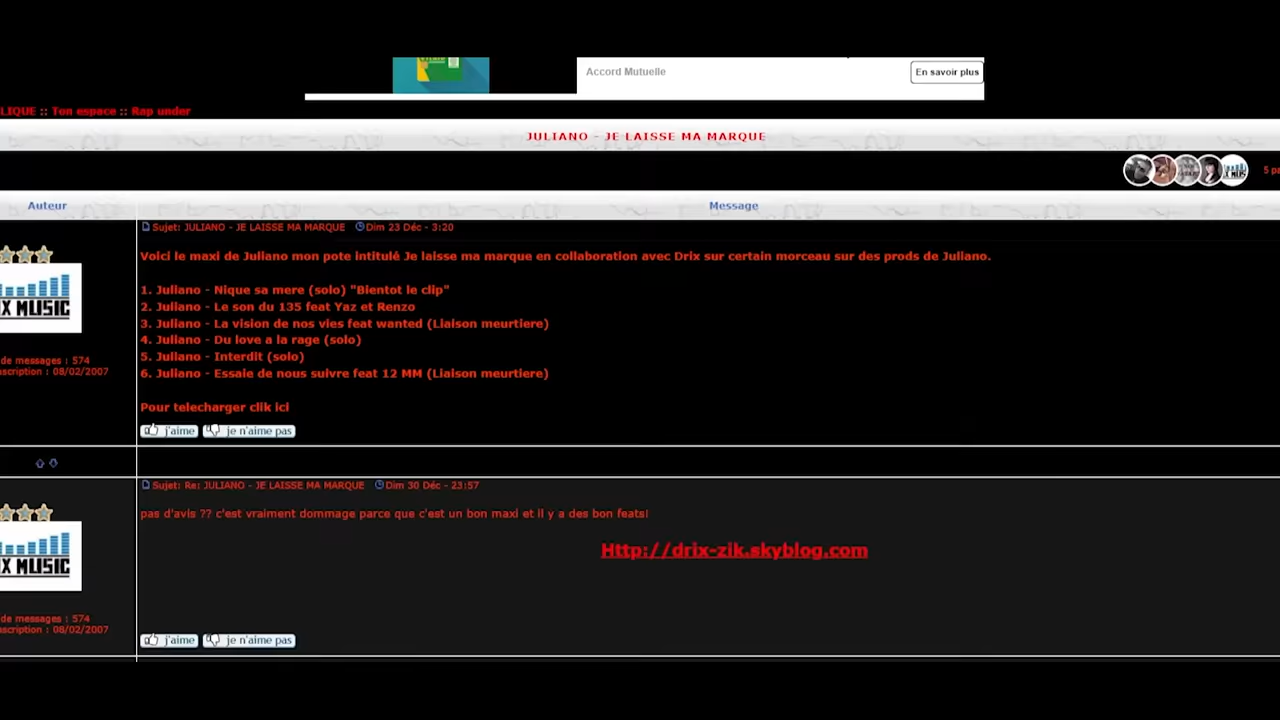 Accord Mutuelle
En savoir plus
LIQUE :: Ton espace :: Rap under
JULIANO - JE LAISSE MA MARQUE
5 pa
Auteur
Message
Sujet: JULIANO - JE LAISSE MA MARQUE Dim 23 Déc - 3:20
Voici le maxi de Juliano mon pote intitulé Je laisse ma marque en collaboration avec Drix sur certain morceau sur des prods de Juliano.
1. Juliano - Nique sa mere (solo) "Bientot le clip"
2. Juliano - Le son du 135 feat Yaz et Renzo
3. Juliano - La vision de nos vies feat wanted (Liaison meurtiere)
4. Juliano - Du love a la rage (solo)
5. Juliano - Interdit (solo)
6. Juliano - Essaie de nous suivre feat 12 MM (Liaison meurtiere)
Pour telecharger clik ici
j'aime je n'aime pas
X MUSIC
de messages : 574
scription : 08/02/2007
Sujet: Re: JULIANO - JE LAISSE MA MARQUE Dim 30 Déc - 23:57
pas d'avis ?? c'est vraiment dommage parce que c'est un bon maxi et il y a des bon feats!
Http://drix-zik.skyblog.com
X MUSIC
de messages : 574
scription : 08/02/2007
j'aime je n'aime pas